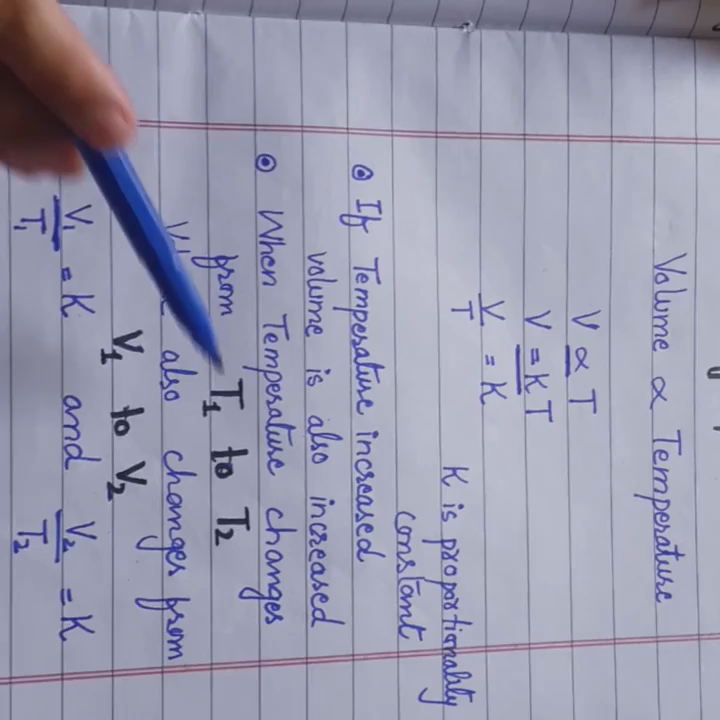 Volume ∝ Temperature
V ∝ T
V = KT
V/T = K
K is proportionality
constant
If Temperature increased
volume is also increased
When Temperature changes
from T₁ to T₂
also changes from
V₁ to V₂
V₁/T₁ = K and V₂/T₂ = K